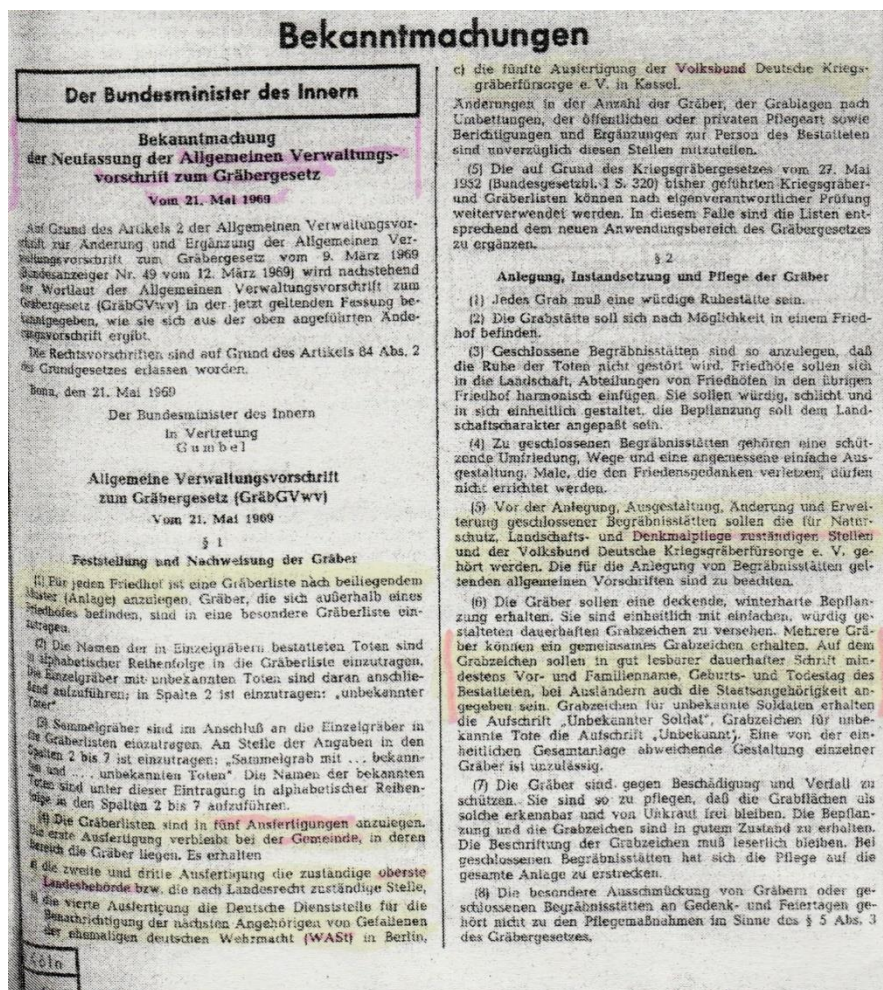 Bekanntmachungen
Der Bundesminister des Innern
Bekanntmachung
der Neufassung der Allgemeinen Verwaltungs-
vorschrift zum Gräbergesetz
Vom 21. Mai 1969
Auf Grund des Artikels 2 der Allgemeinen Verwaltungsvor-
schrift zur Änderung und Ergänzung der Allgemeinen Ver-
waltungsvorschrift zum Gräbergesetz vom 9. März 1969
(Bundesanzeiger Nr. 49 vom 12. März 1969) wird nachstehend
der Wortlaut der Allgemeinen Verwaltungsvorschrift zum
Gräbergesetz (GräbGVwv) in der jetzt geltenden Fassung be-
kanntgegeben, wie sie sich aus der oben angeführten Ände-
rungsvorschrift ergibt.
Die Rechtsvorschriften sind auf Grund des Artikels 84 Abs. 2
des Grundgesetzes erlassen worden.
Bonn, den 21. Mai 1969
Der Bundesminister des Innern
In Vertretung
Gumbel
Allgemeine Verwaltungsvorschrift
zum Gräbergesetz (GräbGVwv)
Vom 21. Mai 1969
§ 1
Feststellung und Nachweisung der Gräber
(1) Für jeden Friedhof ist eine Gräberliste nach beiliegendem
Muster (Anlage) anzulegen. Gräber, die sich außerhalb eines
Friedhofes befinden, sind in eine besondere Gräberliste ein-
zutragen.
(2) Die Namen der in Einzelgräbern bestatteten Toten sind
in alphabetischer Reihenfolge in die Gräberliste einzutragen.
Die Einzelgräber mit unbekannten Toten sind daran anschlie-
ßend aufzuführen; in Spalte 2 ist einzutragen: „unbekannter
Toter“.
(3) Sammelgräber sind im Anschluß an die Einzelgräber in
die Gräberlisten einzutragen. An Stelle der Angaben in den
Spalten 2 bis 7 ist einzutragen: „Sammelgrab mit ... bekann-
ten und .... unbekannten Toten“. Die Namen der bekannten
Toten sind unter dieser Eintragung in alphabetischer Reihen-
folge in den Spalten 2 bis 7 aufzuführen.
(4) Die Gräberlisten sind in fünf Ausfertigungen anzulegen.
Die erste Ausfertigung verbleibt bei der Gemeinde, in deren
Bereich die Gräber liegen. Es erhalten
die zweite und dritte Ausfertigung die zuständige oberste
Landesbehörde bzw. die nach Landesrecht zuständige Stelle,
die vierte Ausfertigung die Deutsche Dienststelle für die
Benachrichtigung der nächsten Angehörigen von Gefallenen
der ehemaligen deutschen Wehrmacht (WASt) in Berlin,
c) die fünfte Ausfertigung der Volksbund Deutsche Kriegs-
gräberfürsorge e. V. in Kassel.
Änderungen in der Anzahl der Gräber, der Grablagen nach
Umbettungen, der öffentlichen oder privaten Pflegeart sowie
Berichtigungen und Ergänzungen zur Person des Bestatteten
sind unverzüglich diesen Stellen mitzuteilen.
(5) Die auf Grund des Kriegsgräbergesetzes vom 27. Mai
1952 (Bundesgesetzbl. I S. 320) bisher geführten Kriegsgräber-
und Gräberlisten können nach eigenverantwortlicher Prüfung
weiterverwendet werden. In diesem Falle sind die Listen ent-
sprechend dem neuen Anwendungsbereich des Gräbergesetzes
zu ergänzen.
§ 2
Anlegung, Instandsetzung und Pflege der Gräber
(1) Jedes Grab muß eine würdige Ruhestätte sein.
(2) Die Grabstätte soll sich nach Möglichkeit in einem Fried-
hof befinden.
(3) Geschlossene Begräbnisstätten sind so anzulegen, daß
die Ruhe der Toten nicht gestört wird. Friedhöfe sollen sich
in die Landschaft, Abteilungen von Friedhöfen in den übrigen
Friedhof harmonisch einfügen. Sie sollen würdig, schlicht und
in sich einheitlich gestaltet, die Bepflanzung soll dem Land-
schaftscharakter angepaßt sein.
(4) Zu geschlossenen Begräbnisstätten gehören eine schüt-
zende Umfriedung, Wege und eine angemessene einfache Aus-
gestaltung. Male, die den Friedensgedanken verletzen, dürfen
nicht errichtet werden.
(5) Vor der Anlegung, Ausgestaltung, Änderung und Erwei-
terung geschlossener Begräbnisstätten sollen die für Natur-
schutz, Landschafts- und Denkmalpflege zuständigen Stellen
und der Volksbund Deutsche Kriegsgräberfürsorge e. V. ge-
hört werden. Die für die Anlegung von Begräbnisstätten gel-
tenden allgemeinen Vorschriften sind zu beachten.
(6) Die Gräber sollen eine deckende, winterharte Bepflan-
zung erhalten. Sie sind einheitlich mit einfachen, würdig ge-
stalteten dauerhaften Grabzeichen zu versehen. Mehrere Grä-
ber können ein gemeinsames Grabzeichen erhalten. Auf dem
Grabzeichen sollen in gut lesbarer dauerhafter Schrift min-
destens Vor- und Familienname, Geburts- und Todestag des
Bestatteten, bei Ausländern auch die Staatsangehörigkeit an-
gegeben sein. Grabzeichen für unbekannte Soldaten erhalten
die Aufschrift „Unbekannter Soldat“, Grabzeichen für unbe-
kannte Tote die Aufschrift „Unbekannt“. Eine von der ein-
heitlichen Gesamtanlage abweichende Gestaltung einzelner
Gräber ist unzulässig.
(7) Die Gräber sind gegen Beschädigung und Verfall zu
schützen. Sie sind so zu pflegen, daß die Grabflächen als
solche erkennbar und von Unkraut frei bleiben. Die Bepflan-
zung und die Grabzeichen sind in gutem Zustand zu erhalten.
Die Beschriftung der Grabzeichen muß leserlich bleiben. Bei
geschlossenen Begräbnisstätten hat sich die Pflege auf die
gesamte Anlage zu erstrecken.
(8) Die besondere Ausschmückung von Gräbern oder ge-
schlossenen Begräbnisstätten an Gedenk- und Feiertagen ge-
hört nicht zu den Pflegemaßnahmen im Sinne des § 5 Abs. 3
des Gräbergesetzes.
Köln